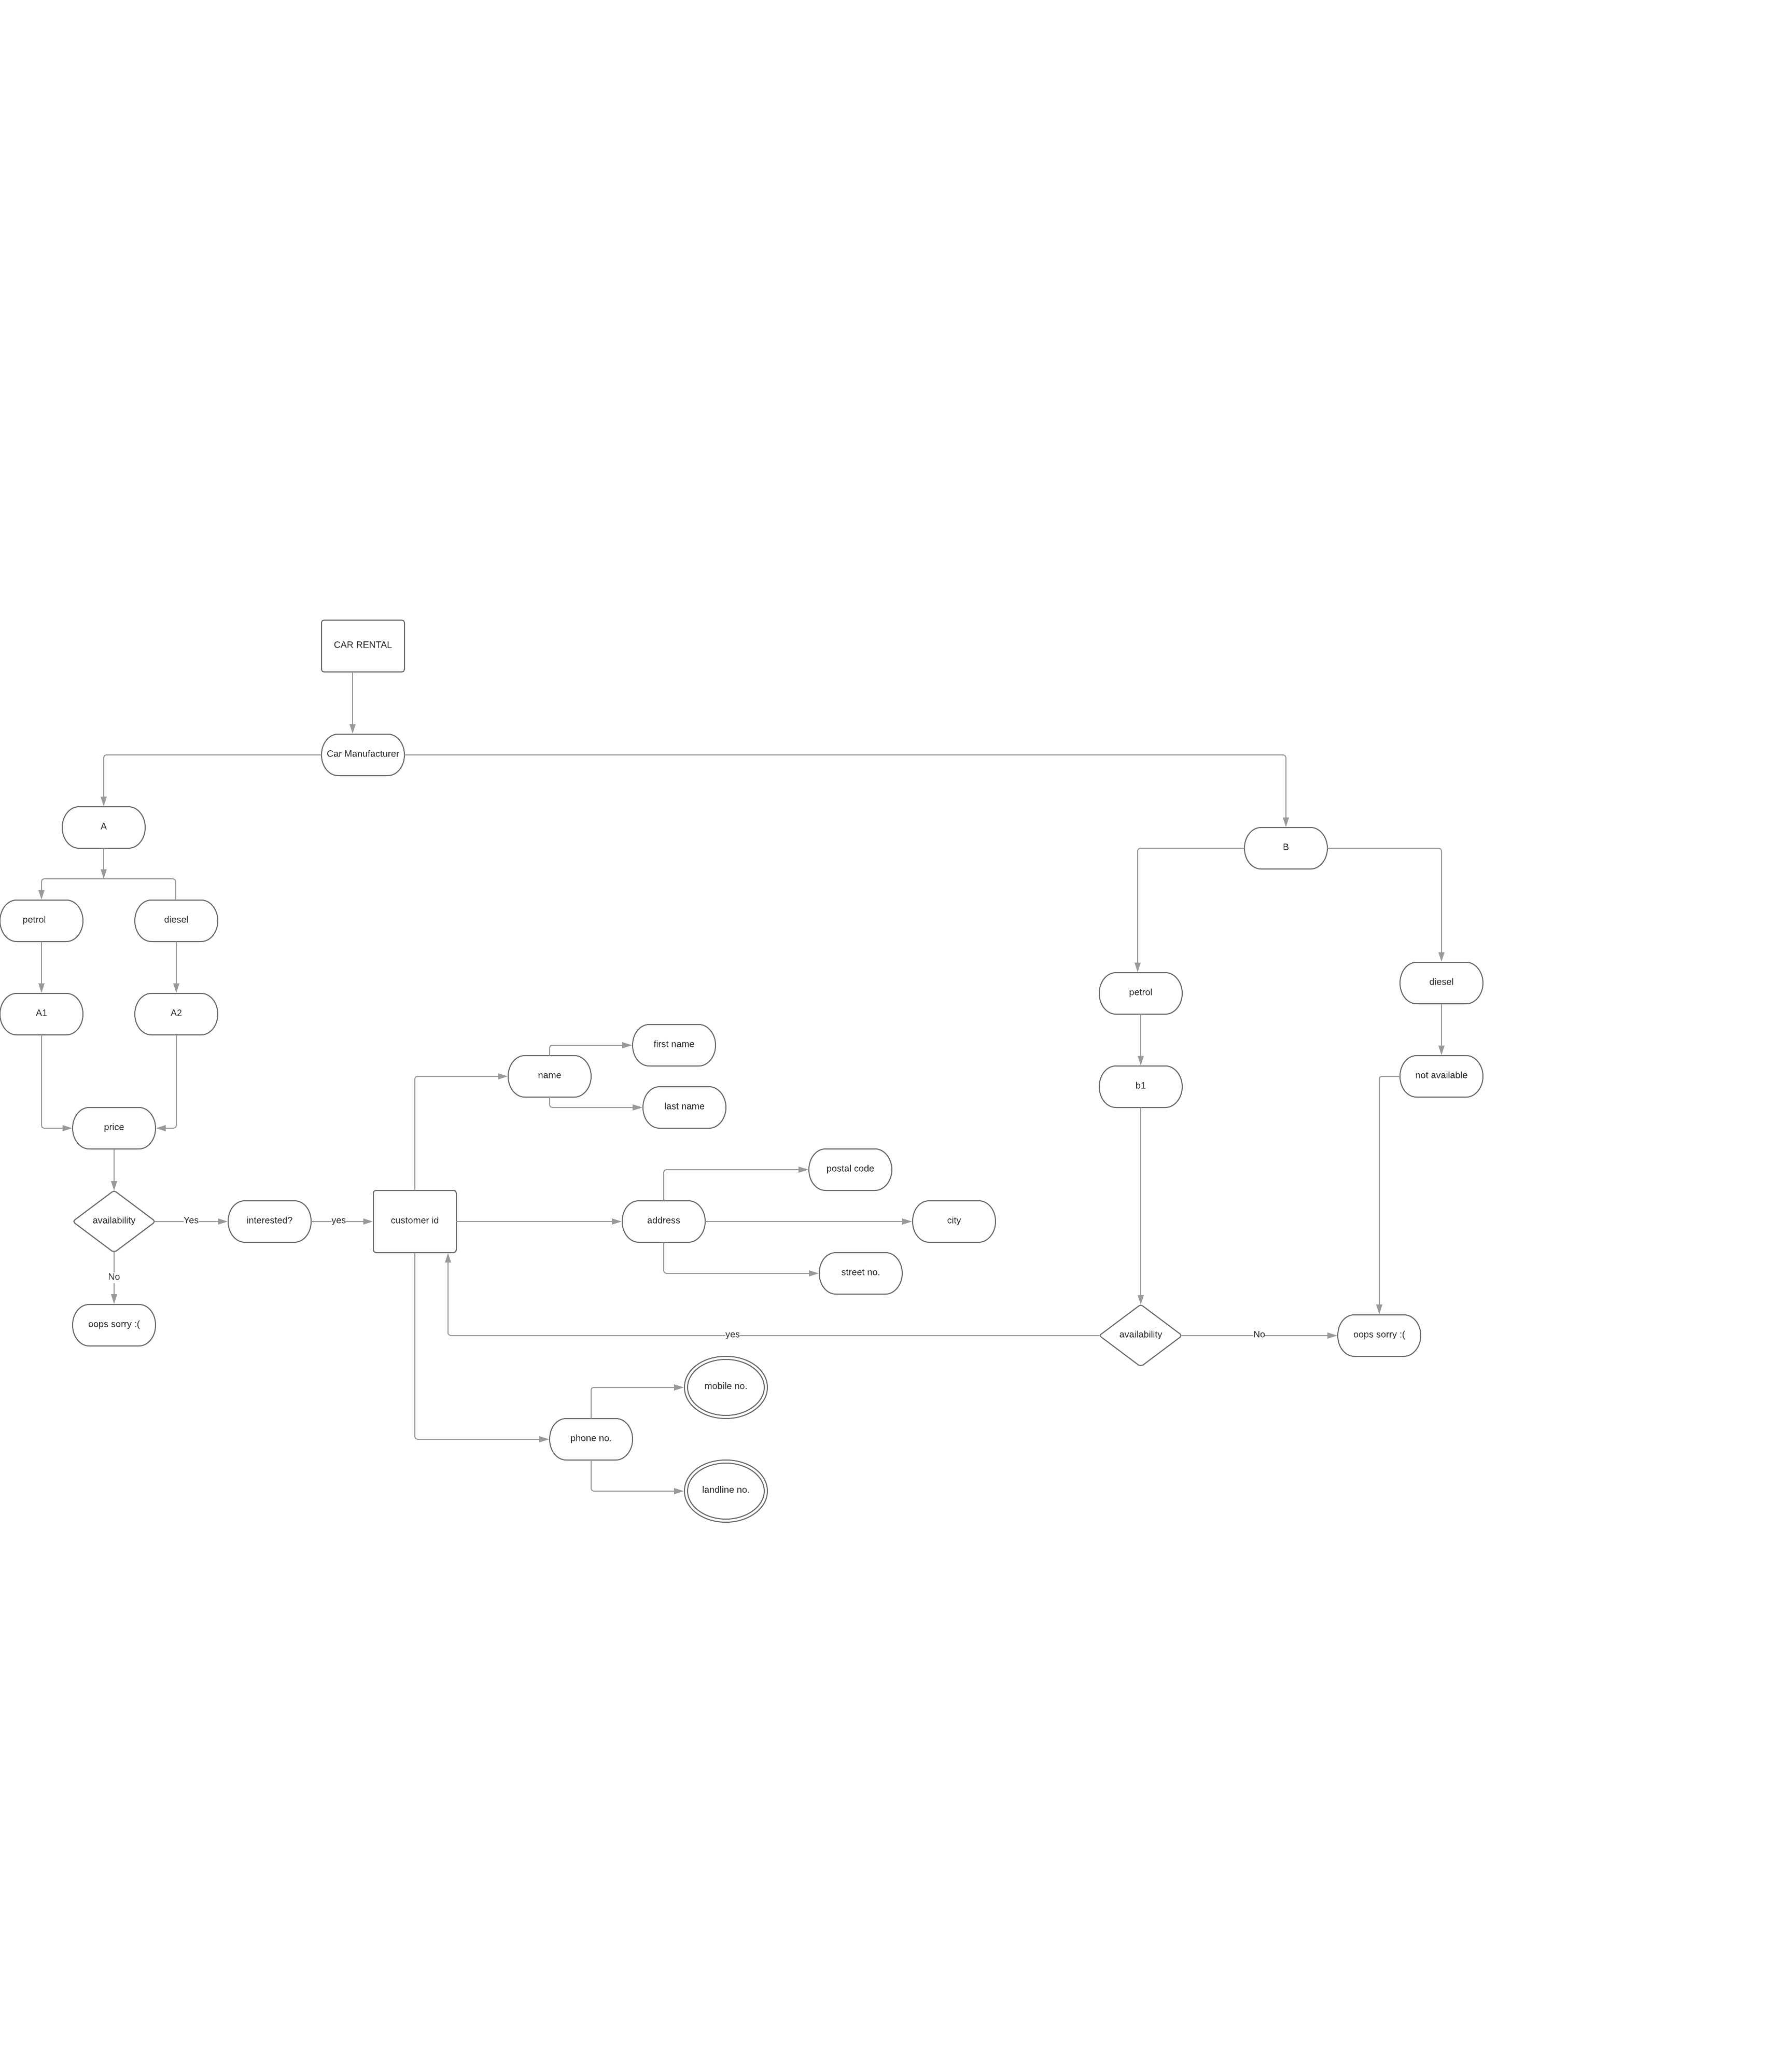 CAR RENTAL
Car Manufacturer
A
B
petrol
diesel
diesel
petrol
A1
A2
first name
name
not available
b1
last name
price
postal code
availability
Yes
interested?
yes
customer id
address
city
street no.
No
oops sorry :(
yes
availability
No
oops sorry :(
mobile no.
phone no.
landline no.